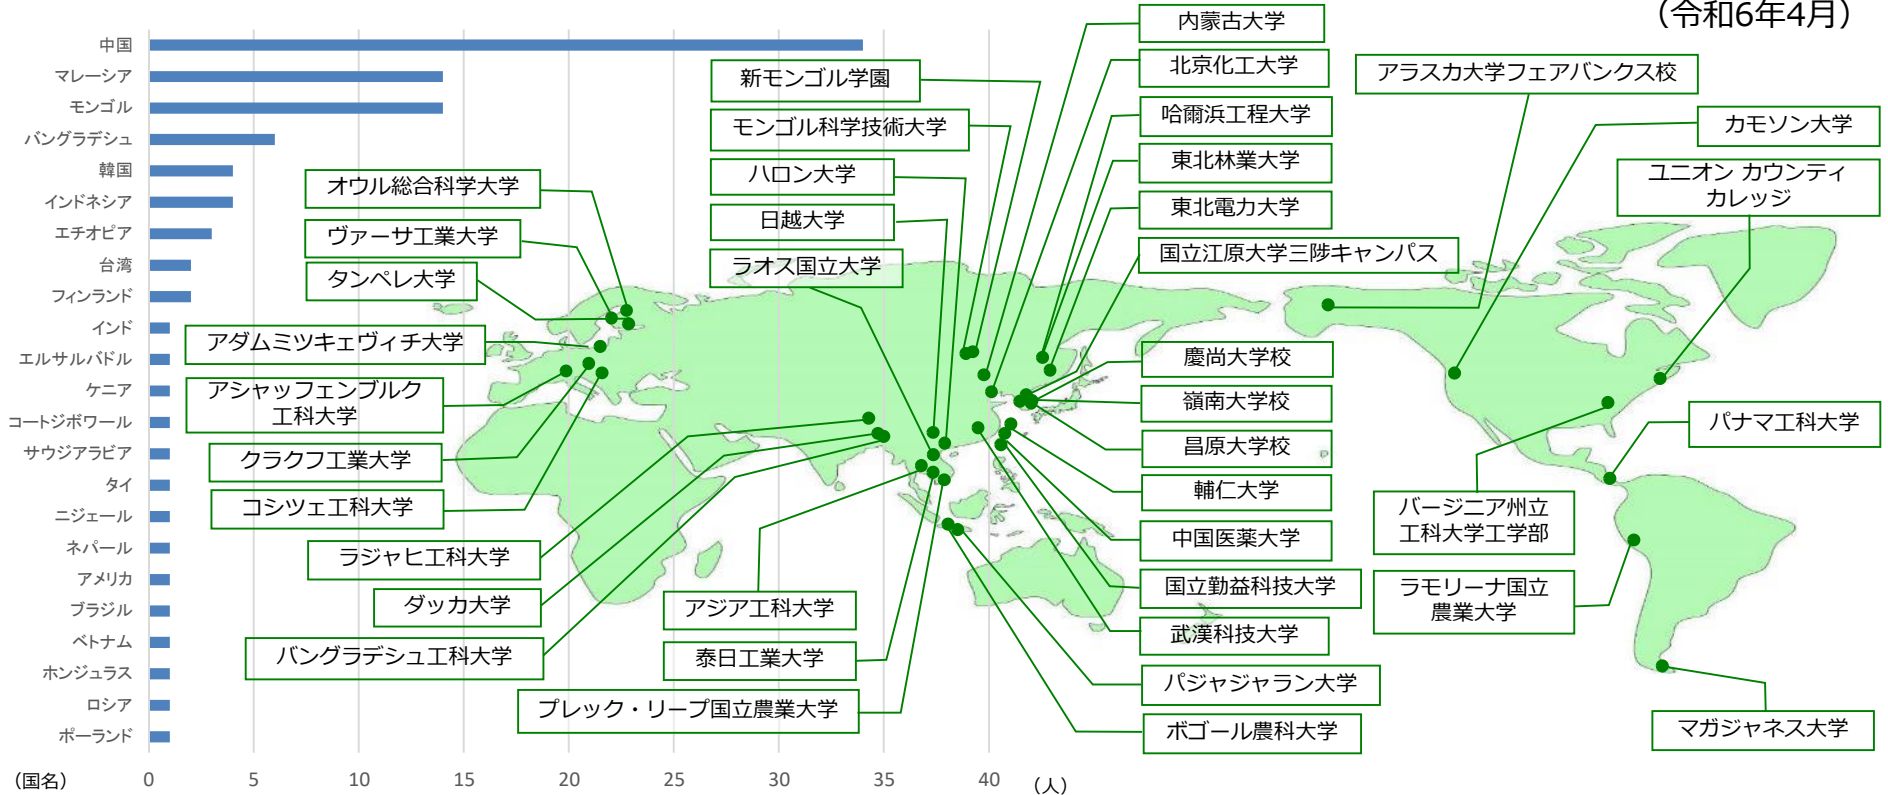 （令和6年4月）
中国
マレーシア
モンゴル
バングラデシュ
韓国
インドネシア
エチオピア
台湾
フィンランド
インド
エルサルバドル
ケニア
コートジボワール
サウジアラビア
タイ
ニジェール
ネパール
アメリカ
ブラジル
ベトナム
ホンジュラス
ロシア
ポーランド
（国名）
0 5 10 15 20 25 30 35 40
（人）
オウル総合科学大学
ヴァーサ工業大学
タンペレ大学
アダムミツキェヴィチ大学
アシャッフェンブルク
工科大学
クラクフ工業大学
コシツェ工科大学
ラジャヒ工科大学
ダッカ大学
バングラデシュ工科大学
新モンゴル学園
モンゴル科学技術大学
ハロン大学
日越大学
ラオス国立大学
アジア工科大学
泰日工業大学
プレック・リープ国立農業大学
内蒙古大学
北京化工大学
哈爾浜工程大学
東北林業大学
東北電力大学
国立江原大学三陟キャンパス
慶尚大学校
嶺南大学校
昌原大学校
輔仁大学
中国医薬大学
国立勤益科技大学
武漢科技大学
パジャジャラン大学
ボゴール農科大学
アラスカ大学フェアバンクス校
カモソン大学
ユニオン カウンティ
カレッジ
パナマ工科大学
バージニア州立
工科大学工学部
ラモリーナ国立
農業大学
マガジャネス大学